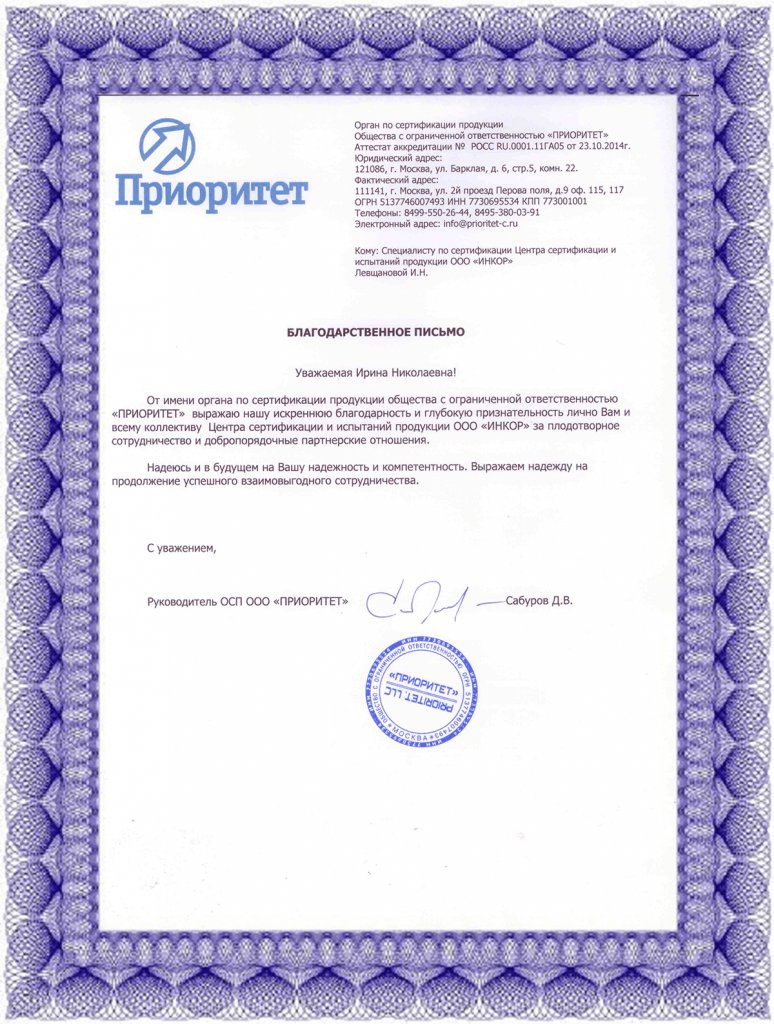 Приоритет
Орган по сертификации продукции
Общества с ограниченной ответственностью «ПРИОРИТЕТ»
Аттестат аккредитации № РОСС RU.0001.11ГА05 от 23.10.2014г.
Юридический адрес:
121086, г. Москва, ул. Барклая, д. 6, стр.5, комн. 22.
Фактический адрес:
111141, г. Москва, ул. 2й проезд Перова поля, д.9 оф. 115, 117
ОГРН 5137746007493 ИНН 7730695534 КПП 773001001
Телефоны: 8499-550-26-44, 8495-380-03-91
Электронный адрес: info@prioritet-c.ru
Кому: Специалисту по сертификации Центра сертификации и
испытаний продукции ООО «ИНКОР»
Левщановой И.Н.
БЛАГОДАРСТВЕННОЕ ПИСЬМО
Уважаемая Ирина Николаевна!
От имени органа по сертификации продукции общества с ограниченной ответственностью
«ПРИОРИТЕТ» выражаю нашу искреннюю благодарность и глубокую признательность лично Вам и
всему коллективу Центра сертификации и испытаний продукции ООО «ИНКОР» за плодотворное
сотрудничество и добропорядочные партнерские отношения.
Надеюсь и в будущем на Вашу надежность и компетентность. Выражаем надежду на
продолжение успешного взаимовыгодного сотрудничества.
С уважением,
Руководитель ОСП ООО «ПРИОРИТЕТ»
Сабуров Д.В.
ОБЩЕСТВО С ОГРАНИЧЕННОЙ ОТВЕТСТВЕННОСТЬЮ ОГРН 5137746007493
* МОСКВА *
«ПРИОРИТЕТ»
PRIORITET, LLC